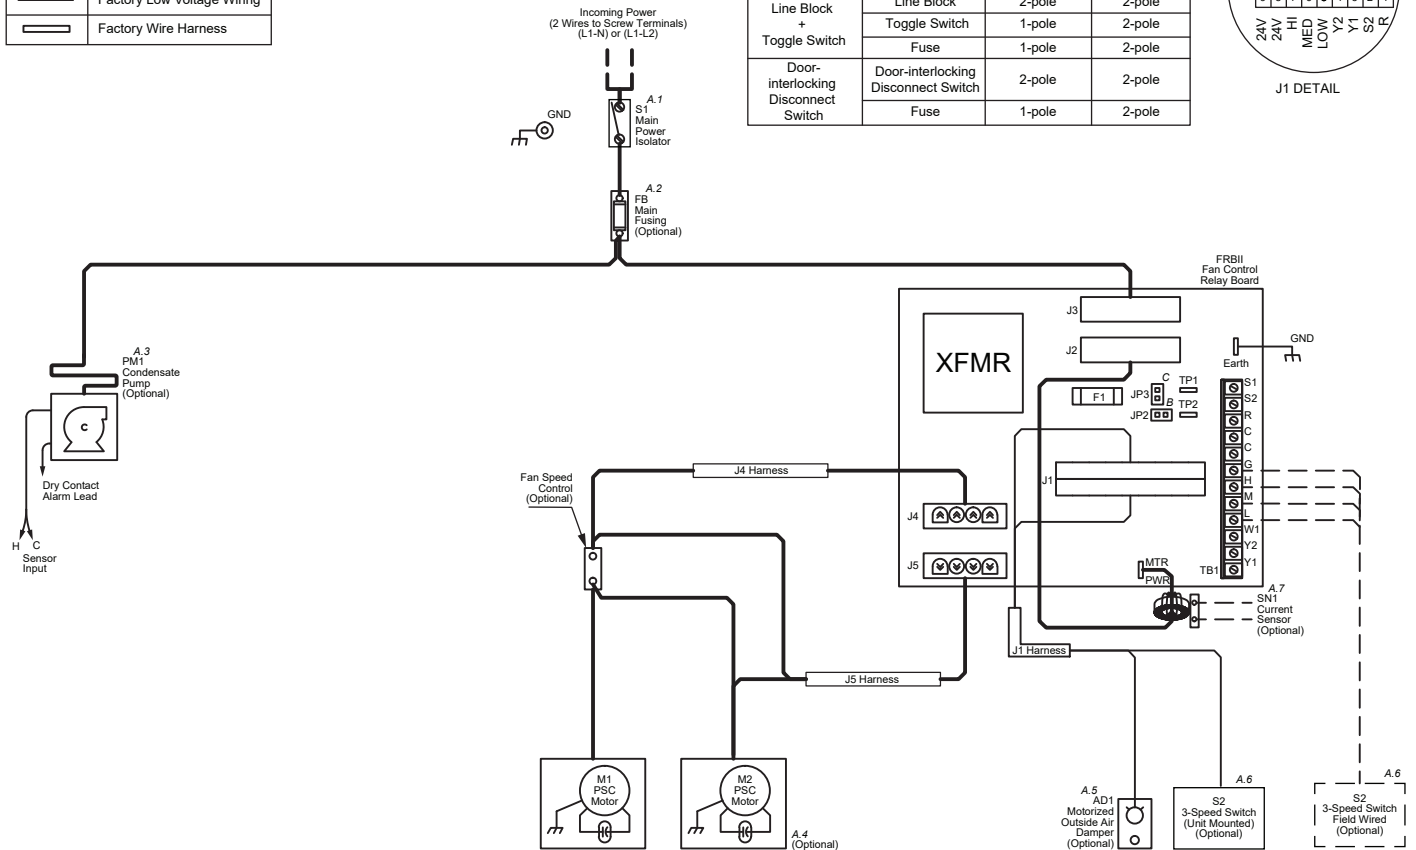 Factory Low Voltage Wiring
Factory Wire Harness
Incoming Power
(2 Wires to Screw Terminals)
(L1-N) or (L1-L2)
Line Block
+
Toggle Switch
Line Block 2-pole 2-pole
Toggle Switch 1-pole 2-pole
Fuse 1-pole 2-pole
Door-
interlocking
Disconnect
Switch
Door-interlocking
Disconnect Switch
2-pole 2-pole
Fuse 1-pole 2-pole
24V
24V
HI
MED
LOW
Y2
Y1
S2
R
J1 DETAIL
GND
A.1
S1
Main
Power
Isolator
A.2
FB
Main
Fusing
(Optional)
FRBII
Fan Control
Relay Board
J3
J2
XFMR
GND
Earth
F1
JP3
C
TP1
JP2
B
TP2
S1
S2
R
C
C
G
H
M
L
W1
Y2
Y1
TB1
J1
A.3
PM1
Condensate
Pump
(Optional)
C
Dry Contact
Alarm Lead
H C
Sensor
Input
Fan Speed
Control
(Optional)
J4 Harness
J4
J5
MTR
PWR
A.7
SN1
Current
Sensor
(Optional)
J1 Harness
J5 Harness
M1
PSC
Motor
M2
PSC
Motor
A.4
(Optional)
A.5
AD1
Motorized
Outside Air
Damper
(Optional)
A.6
S2
3-Speed Switch
(Unit Mounted)
(Optional)
A.6
S2
3-Speed Switch
Field Wired
(Optional)